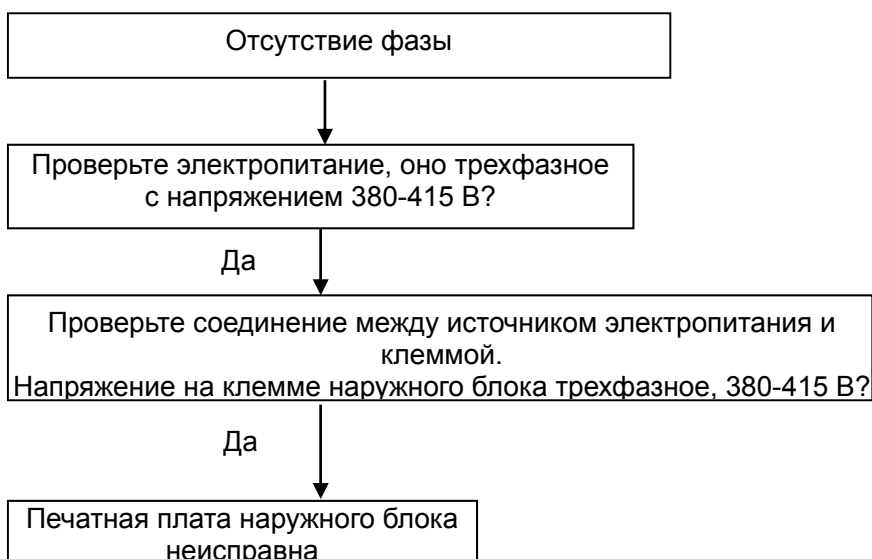 Отсутствие фазы
Проверьте электропитание, оно трехфазное
с напряжением 380-415 В?
Да
Проверьте соединение между источником электропитания и
клеммой.
Напряжение на клемме наружного блока трехфазное, 380-415 В?
Да
Печатная плата наружного блока
неисправна